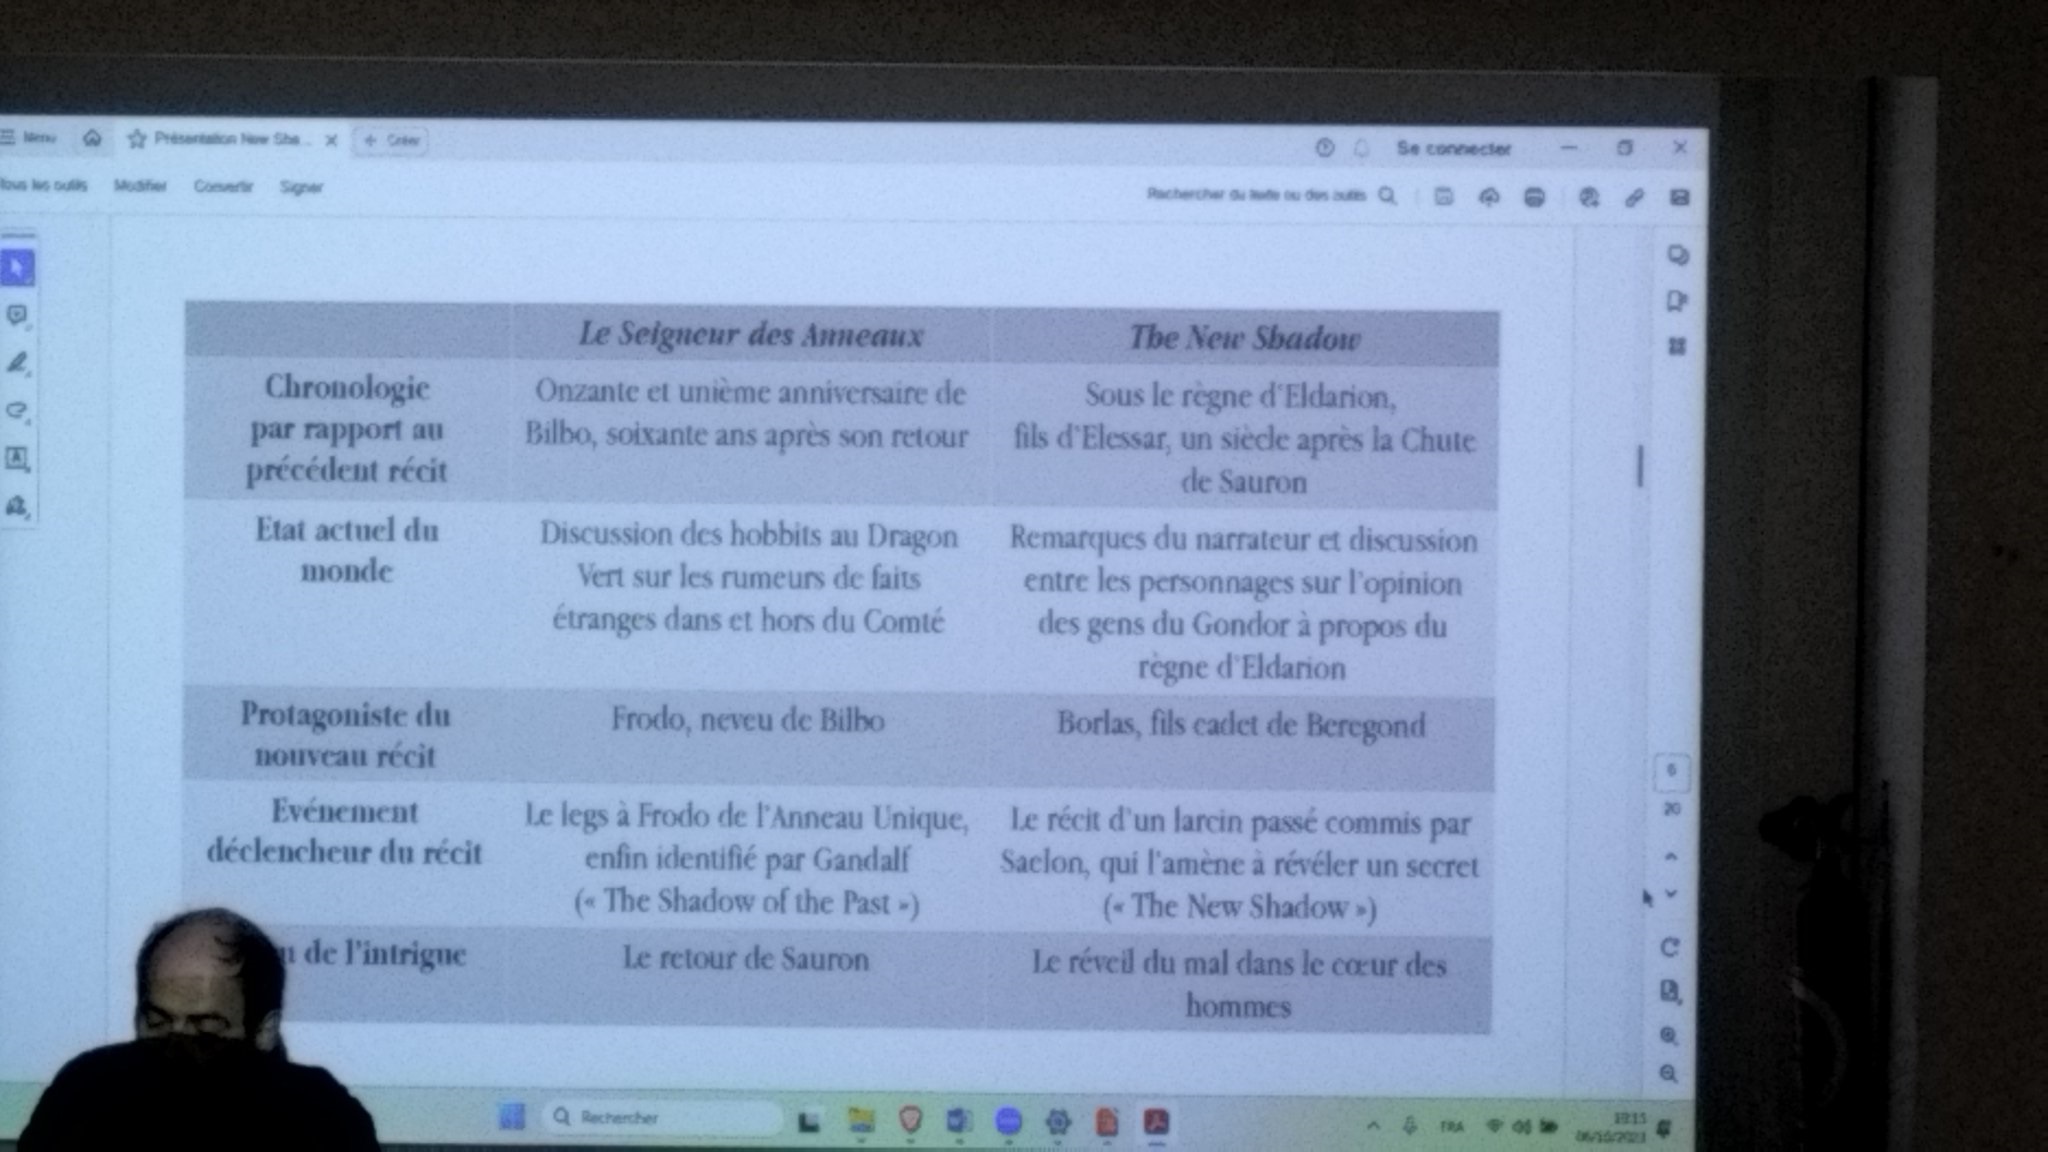 Menu
Présentation New Sha...
Créer
Se connecter
Tous les outils
Modifier
Convertir
Signer
Rechercher du texte ou des outils
Le Seigneur des Anneaux
The New Shadow
Chronologie
par rapport au
précédent récit
Onzante et unième anniversaire de
Bilbo, soixante ans après son retour
Sous le règne d'Eldarion,
fils d'Elessar, un siècle après la Chute
de Sauron
Etat actuel du
monde
Discussion des hobbits au Dragon
Vert sur les rumeurs de faits
étranges dans et hors du Comté
Remarques du narrateur et discussion
entre les personnages sur l'opinion
des gens du Gondor à propos du
règne d'Eldarion
Protagoniste du
nouveau récit
Frodo, neveu de Bilbo
Borlas, fils cadet de Beregond
Evénement
déclencheur du récit
Le legs à Frodo de l'Anneau Unique,
enfin identifié par Gandalf
(« The Shadow of the Past »)
Le récit d'un larcin passé commis par
Saelon, qui l'amène à révéler un secret
(« The New Shadow »)
de l'intrigue
Le retour de Sauron
Le réveil du mal dans le cœur des
hommes
6
20
Rechercher
FRA